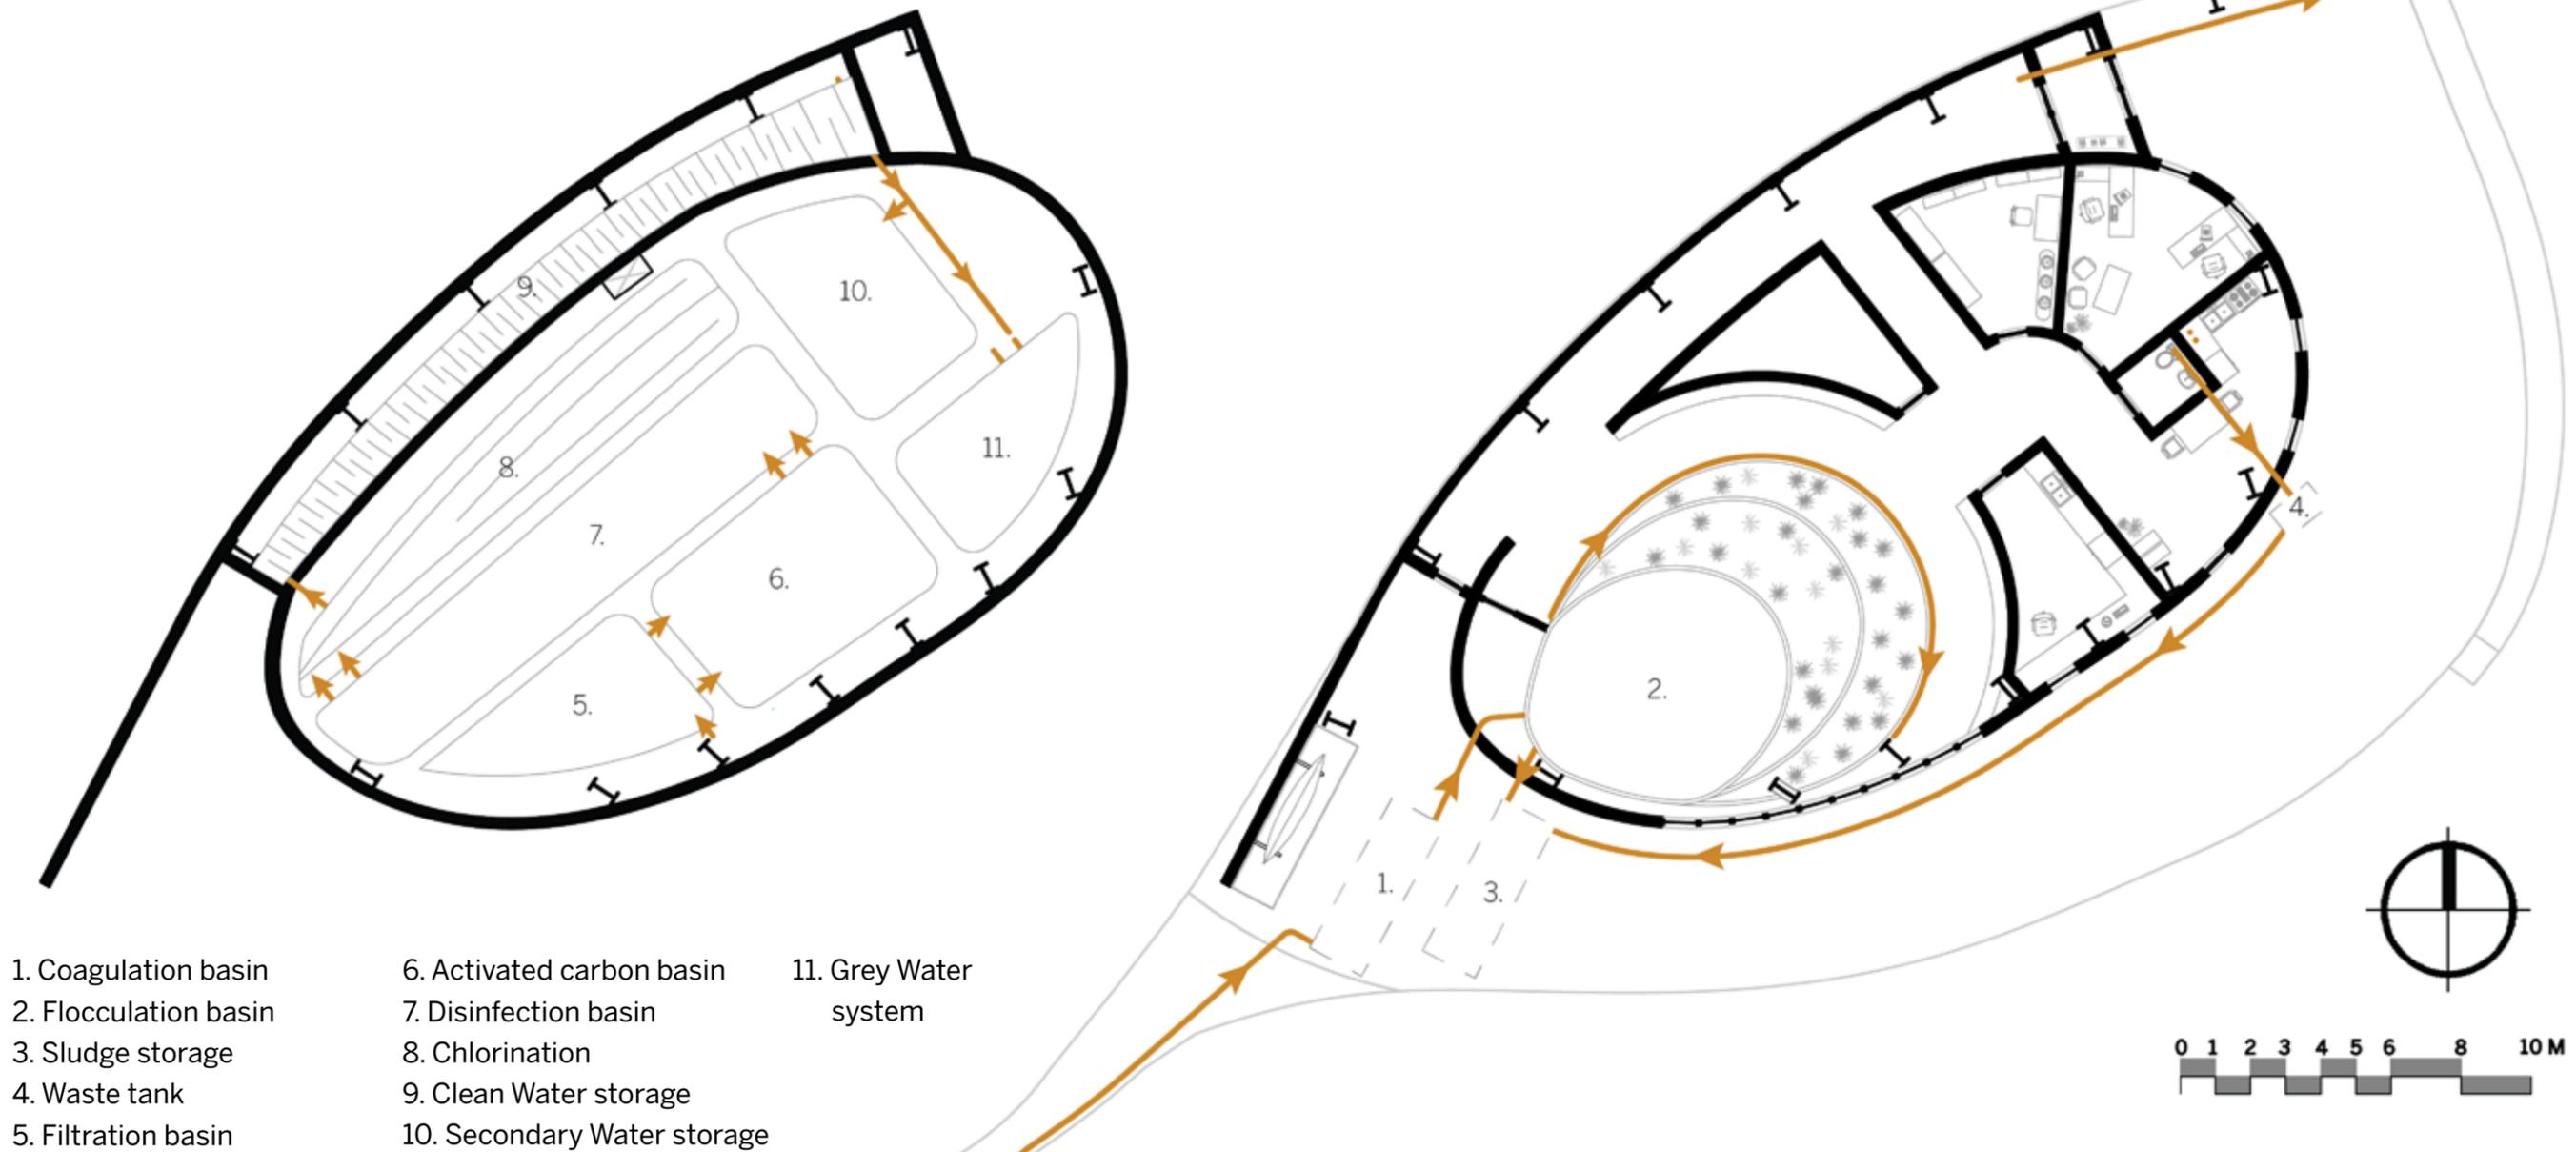 9.
10.
8.
11.
7.
6.
5.
4.
2.
1.
3.
1. Coagulation basin
2. Flocculation basin
3. Sludge storage
4. Waste tank
5. Filtration basin
6. Activated carbon basin
7. Disinfection basin
8. Chlorination
9. Clean Water storage
10. Secondary Water storage
11. Grey Water
system
0 1 2 3 4 5 6 8 10 M